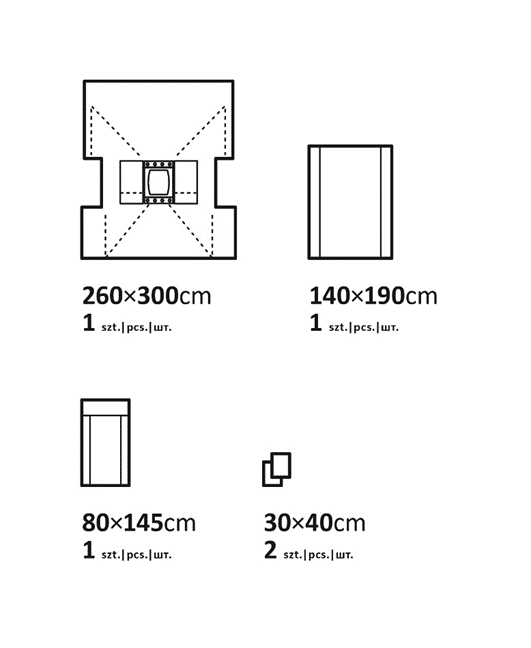 260×300cm
1 szt.|pcs.|шт.
140×190cm
1 szt.|pcs.|шт.
80×145cm
1 szt.|pcs.|шт.
30×40cm
2 szt.|pcs.|шт.